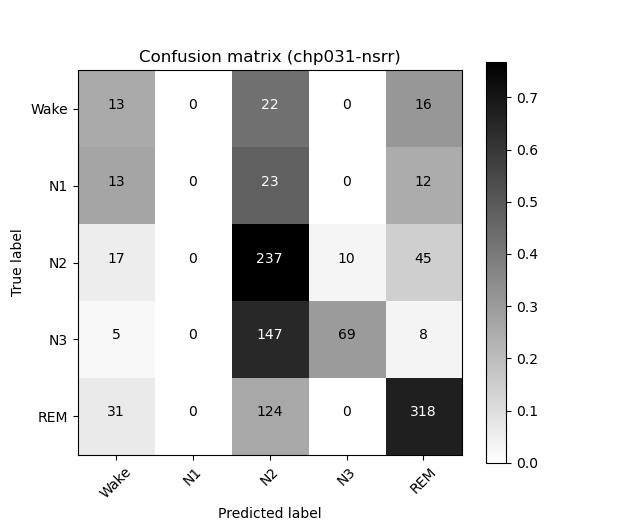 Confusion matrix (chp031-nsrr)
Wake 13 0 22 0 16
N1 13 0 23 0 12
N2 17 0 237 10 45
N3 5 0 147 69 8
REM 31 0 124 0 318
Wake N1 N2 N3 REM
Predicted label
True label
0.7
0.6
0.5
0.4
0.3
0.2
0.1
0.0